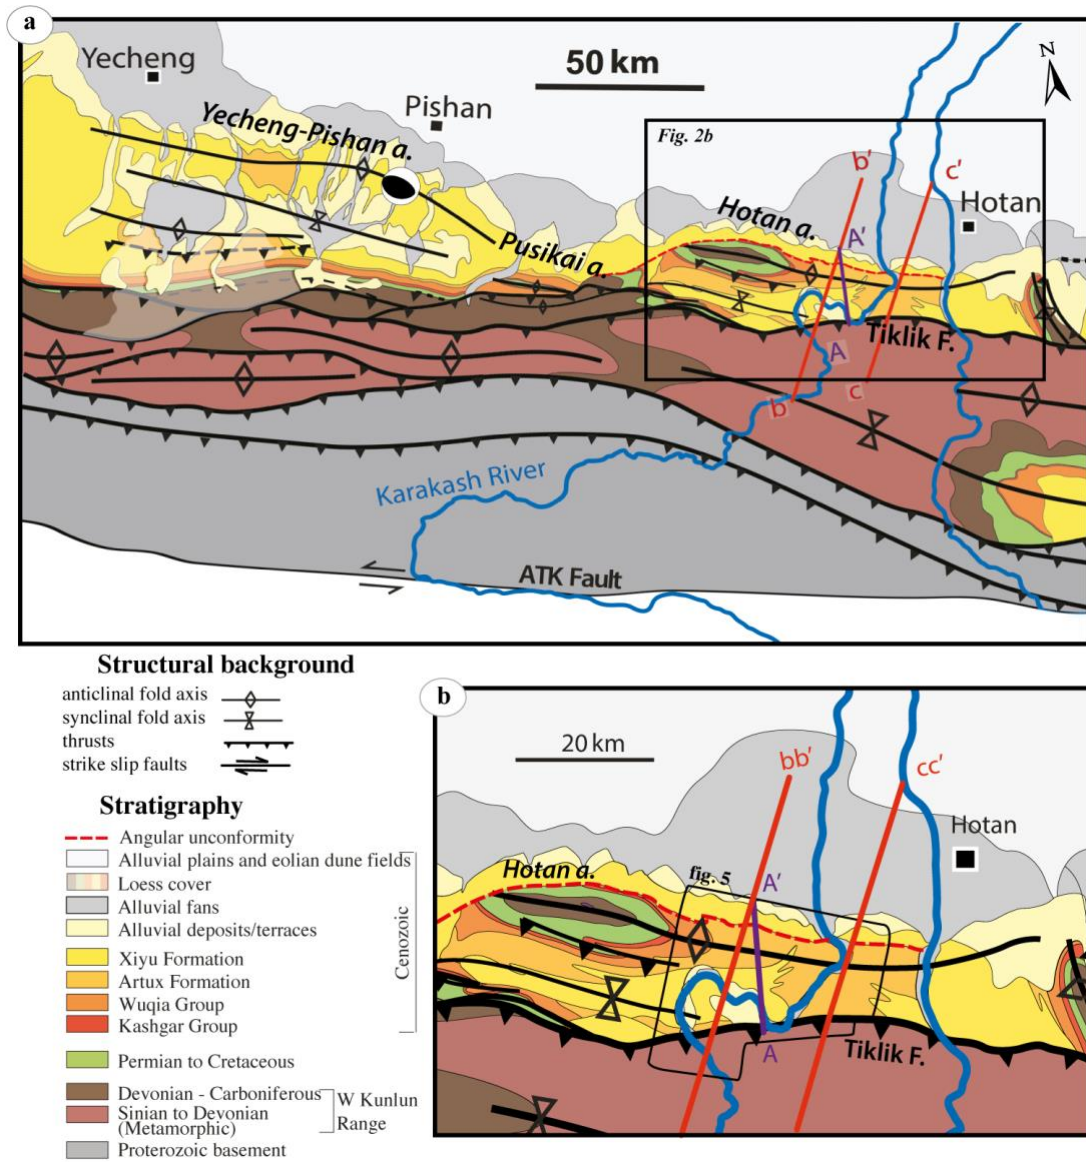 a
Yecheng
Pishan
50 km
N
Yecheng-Pishan a.
Fig. 2b
b'
c'
Hotan
Hotan a.
A'
Pusikai a.
Tiklik F.
A
b
c
Karakash River
ATK Fault
Structural background
anticlinal fold axis
synclinal fold axis
thrusts
strike slip faults
Stratigraphy
Angular unconformity
Alluvial plains and eolian dune fields
Loess cover
Alluvial fans
Alluvial deposits/terraces
Xiyu Formation
Artux Formation
Wuqia Group
Kashgar Group
Cenozoic
Permian to Cretaceous
Devonian - Carboniferous
Sinian to Devonian
(Metamorphic)
W Kunlun
Range
Proterozoic basement
b
20 km
bb'
cc'
Hotan
Hotan a.
fig. 5
A'
A
Tiklik F.